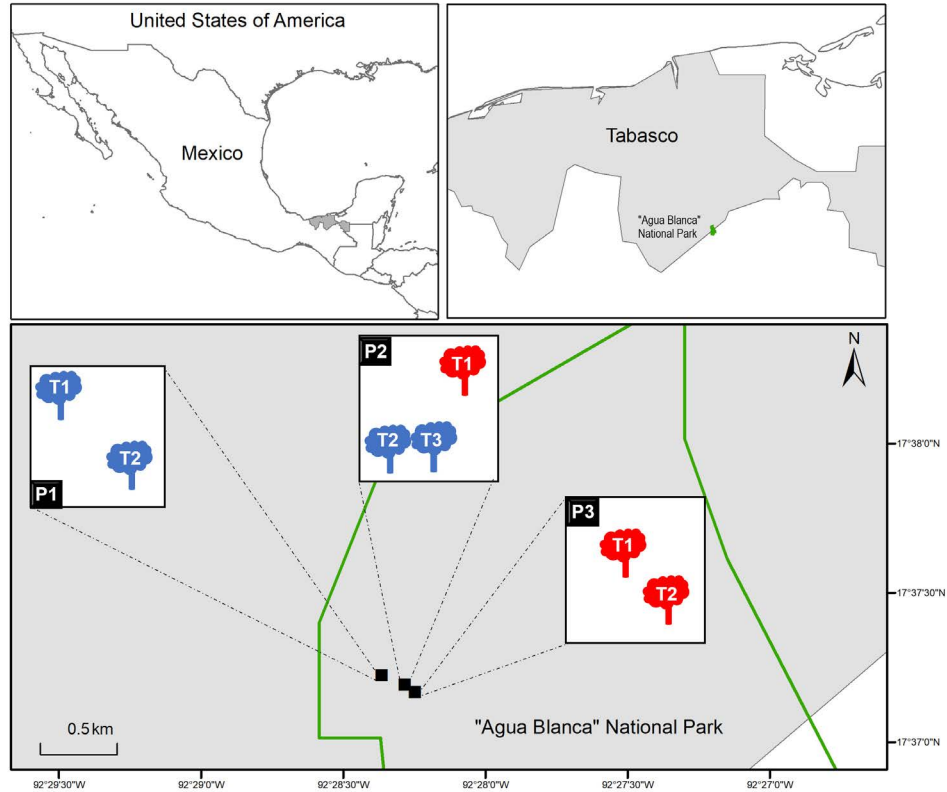 United States of America
Mexico
Tabasco
"Agua Blanca"
National Park
P1
T1
T2
P2
T1
T2
T3
P3
T1
T2
N
17°38'0"N
17°37'30"N
17°37'0"N
0.5 km
"Agua Blanca" National Park
92°29'30"W
92°29'0"W
92°28'30"W
92°28'0"W
92°27'30"W
92°27'0"W